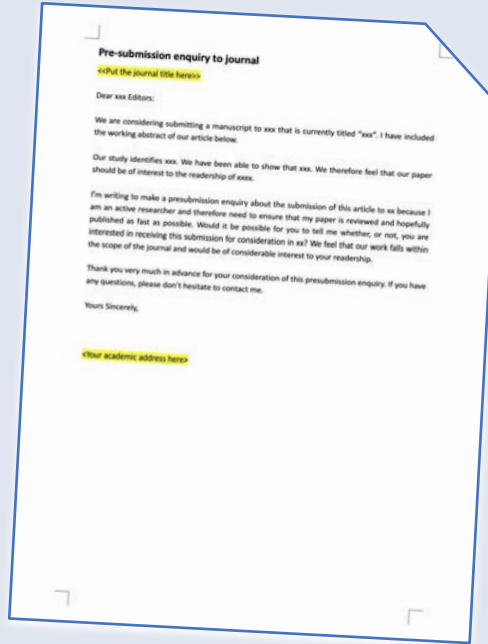 Pre-submission enquiry to journal
<<Put the journal title here>>
Dear xxx Editors:
We are considering submitting a manuscript to xxx that is currently titled "xxx". I have included
the working abstract of our article below.
Our study identifies xxx. We have been able to show that xxx. We therefore feel that our paper
should be of interest to the readership of xxxx.
I'm writing to make a presubmission enquiry about the submission of this article to xx because I
am an active researcher and therefore need to ensure that my paper is reviewed and hopefully
published as fast as possible. Would it be possible for you to tell me whether, or not, you are
interested in receiving this submission for consideration in xx? We feel that our work falls within
the scope of the journal and would be of considerable interest to your readership.
Thank you very much in advance for your consideration of this presubmission enquiry. If you have
any questions, please don't hesitate to contact me.
Yours Sincerely,
<Your academic address here>